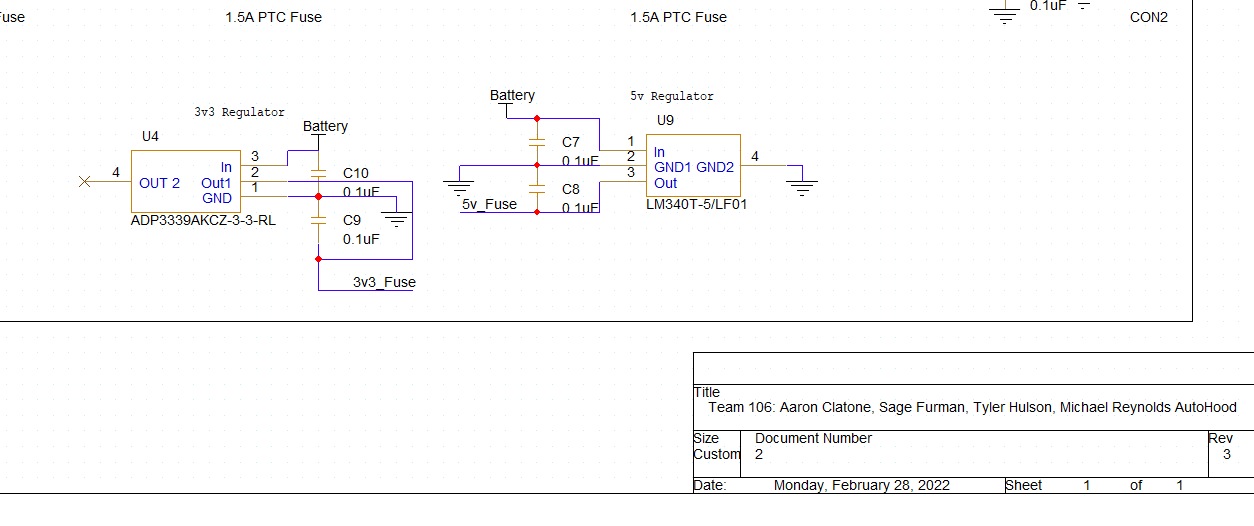 Fuse
1.5A PTC Fuse
1.5A PTC Fuse
0.1uF
CON2
3v3 Regulator
U4
Battery
4
OUT 2
In
Out1
GND
3
2
1
ADP3339AKCZ-3-3-RL
C10
0.1uF
C9
0.1uF
3v3_Fuse
Battery
5v Regulator
U9
C7
0.1uF
C8
0.1uF
5v_Fuse
1
2
3
In
GND1 GND2
Out
4
LM340T-5/LF01
Title
Team 106: Aaron Clatone, Sage Furman, Tyler Hulson, Michael Reynolds AutoHood
Size
Custom
Document Number
2
Rev
3
Date:
Monday, February 28, 2022
Sheet 1 of 1